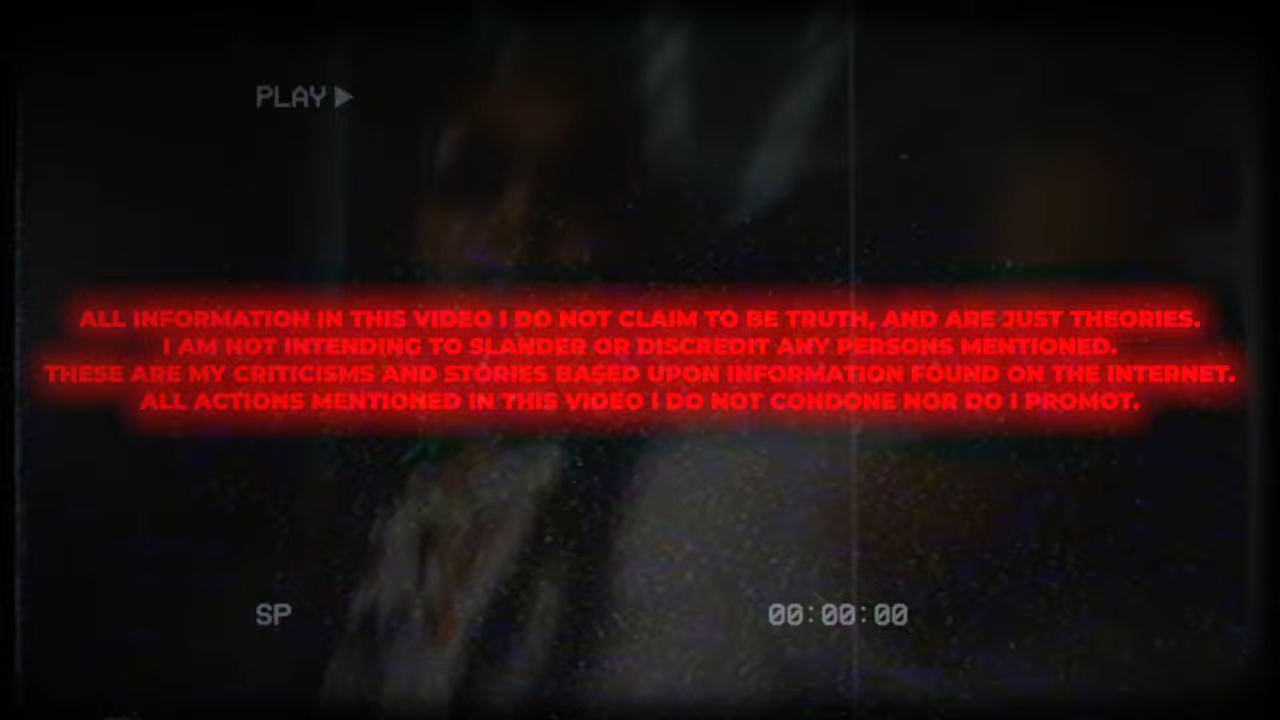 PLAY ▶
ALL INFORMATION IN THIS VIDEO I DO NOT CLAIM TO BE TRUTH, AND ARE JUST THEORIES.
I AM NOT INTENDING TO SLANDER OR DISCREDIT ANY PERSONS MENTIONED.
THESE ARE MY CRITICISMS AND STORIES BASED UPON INFORMATION FOUND ON THE INTERNET.
ALL ACTIONS MENTIONED IN THIS VIDEO I DO NOT CONDONE NOR DO I PROMOT.
SP
00:00:00